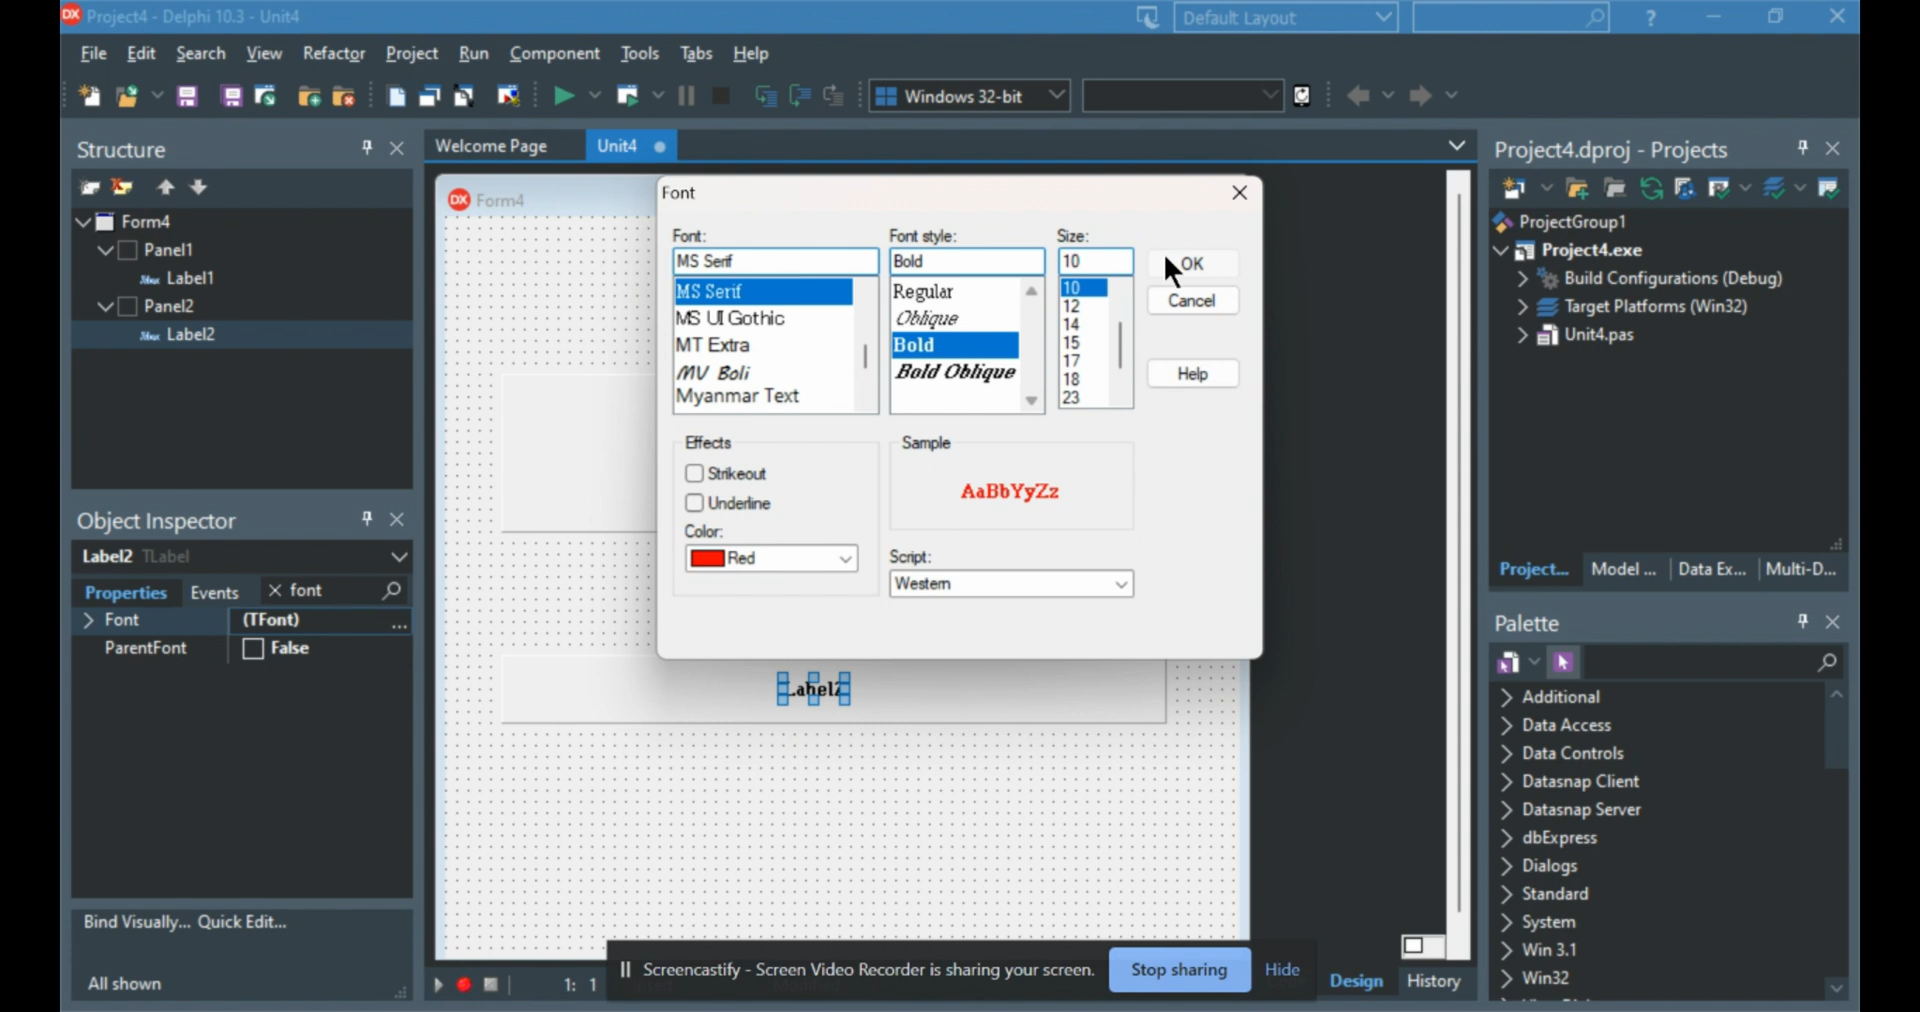 Project4 - Delphi 10.3 - Unit4
Default Layout
?
File Edit Search View Refactor Project Run Component Tools Tabs Help
Windows 32-bit
Structure
Form4
Panel1
Label1
Panel2
Label2
Object Inspector
Label2 TLabel
Properties Events font
Font (TFont) ...
ParentFont False
Bind Visually... Quick Edit...
All shown
Welcome Page Unit4
DX Form4
Font
Font:
MS Serif
MS Serif
MS UI Gothic
MT Extra
MV Boli
Myanmar Text
Font style:
Bold
Regular
Oblique
Bold
Bold Oblique
Size:
10
10
12
14
15
17
18
23
OK
Cancel
Help
Effects
Strikeout
Underline
Color:
Red
Sample
AaBbYyZz
Script:
Western
Label2
1: 1
Screencastify - Screen Video Recorder is sharing your screen. Stop sharing Hide
Design History
Project4.dproj - Projects
ProjectGroup1
Project4.exe
Build Configurations (Debug)
Target Platforms (Win32)
Unit4.pas
Project... Model ... Data Ex... Multi-D...
Palette
Additional
Data Access
Data Controls
Datasnap Client
Datasnap Server
dbExpress
Dialogs
Standard
System
Win 3.1
Win32